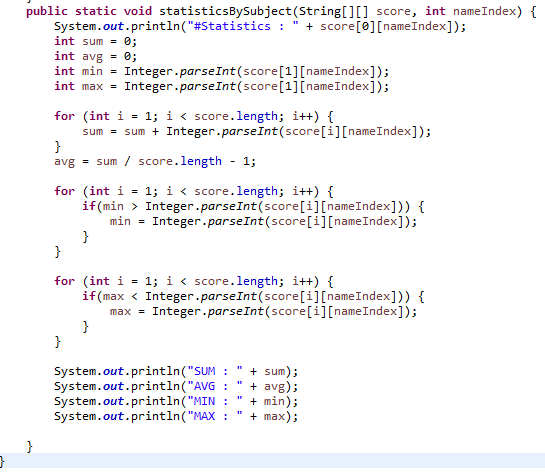 public static void statisticsBySubject(String[][] score, int nameIndex) {
System.out.println("#Statistics : " + score[0][nameIndex]);
int sum = 0;
int avg = 0;
int min = Integer.parseInt(score[1][nameIndex]);
int max = Integer.parseInt(score[1][nameIndex]);
for (int i = 1; i < score.length; i++) {
sum = sum + Integer.parseInt(score[i][nameIndex]);
}
avg = sum / score.length - 1;
for (int i = 1; i < score.length; i++) {
if(min > Integer.parseInt(score[i][nameIndex])) {
min = Integer.parseInt(score[i][nameIndex]);
}
}
for (int i = 1; i < score.length; i++) {
if(max < Integer.parseInt(score[i][nameIndex])) {
max = Integer.parseInt(score[i][nameIndex]);
}
}
System.out.println("SUM : " + sum);
System.out.println("AVG : " + avg);
System.out.println("MIN : " + min);
System.out.println("MAX : " + max);
}
}